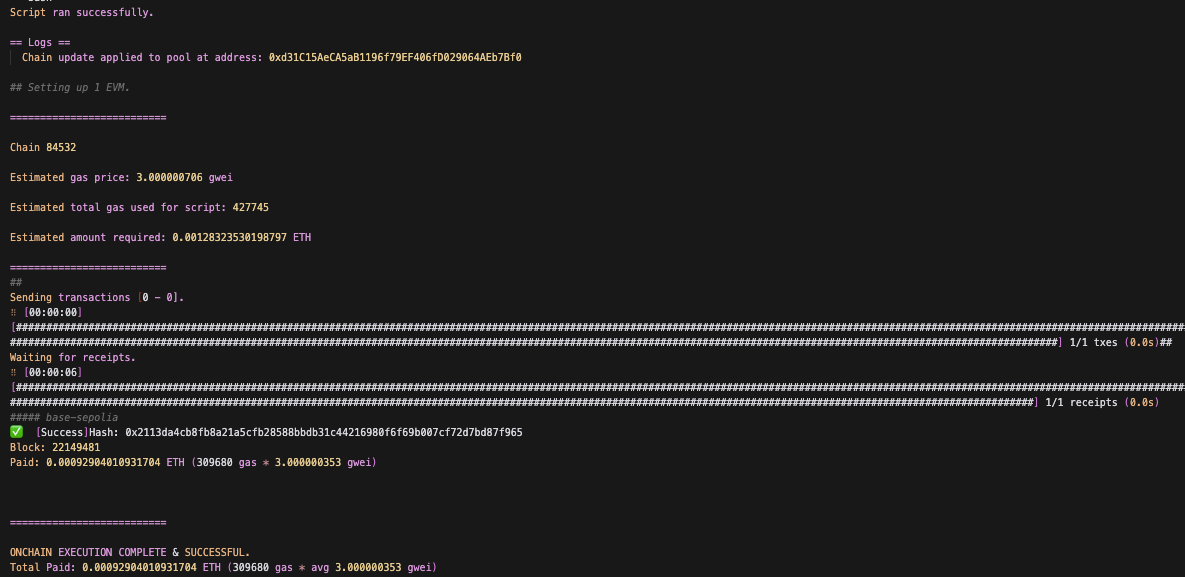 Script ran successfully.
== Logs ==
Chain update applied to pool at address: 0xd31C15AeCA5aB1196f79EF406fD029064AEb7Bf0
## Setting up 1 EVM.
==========================
Chain 84532
Estimated gas price: 3.000000706 gwei
Estimated total gas used for script: 427745
Estimated amount required: 0.00128323530198797 ETH
==========================
##
Sending transactions [0 - 0].
⠿ [00:00:00]
[##################################################################################################################################################################################################
##############################################################################################################################################################################] 1/1 txes (0.0s)##
Waiting for receipts.
⠿ [00:00:06]
[##################################################################################################################################################################################################
##########################################################################################################################################################################] 1/1 receipts (0.0s)
##### base-sepolia
✅ [Success]Hash: 0x2113da4cb8fb8a21a5cfb28588bbdb31c44216980f6f69b007cf72d7bd87f965
Block: 22149481
Paid: 0.00092904010931704 ETH (309680 gas * 3.000000353 gwei)
==========================
ONCHAIN EXECUTION COMPLETE & SUCCESSFUL.
Total Paid: 0.00092904010931704 ETH (309680 gas * avg 3.000000353 gwei)